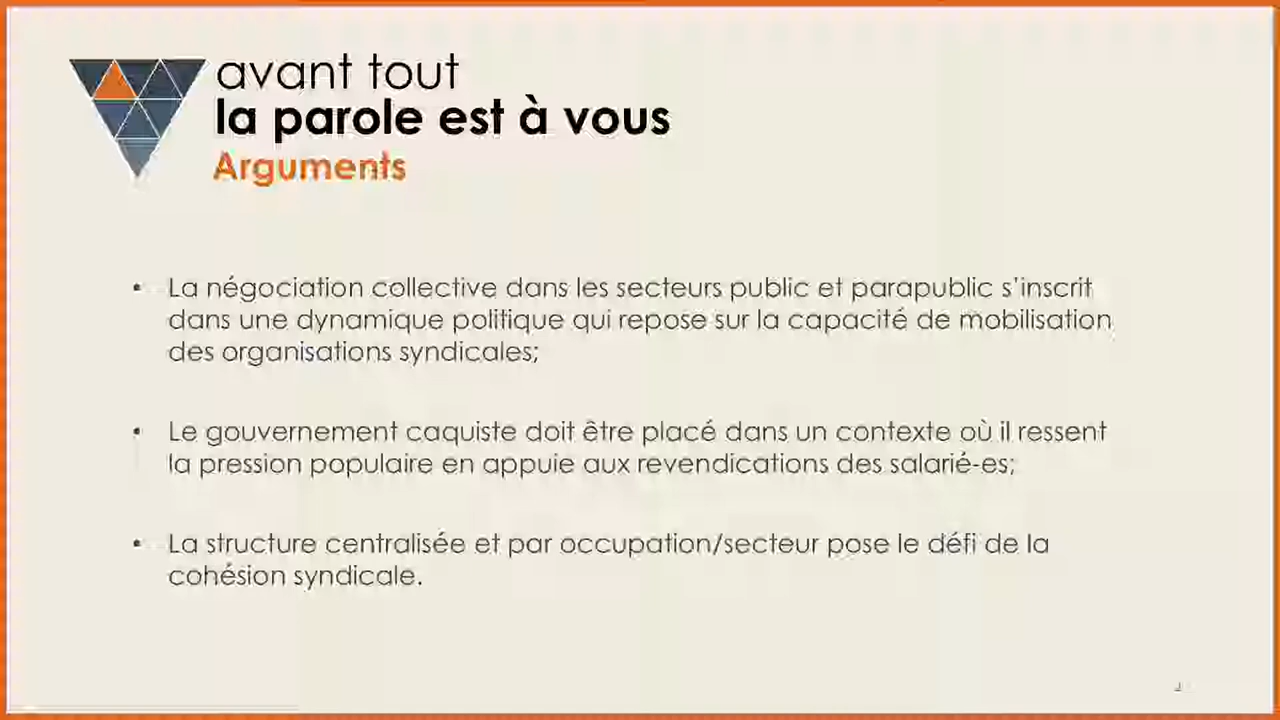 avant tout
la parole est à vous
Arguments
• La négociation collective dans les secteurs public et parapublic s'inscrit
dans une dynamique politique qui repose sur la capacité de mobilisation
des organisations syndicales;
• Le gouvernement caquiste doit être placé dans un contexte où il ressent
la pression populaire en appuie aux revendications des salarié-es;
• La structure centralisée et par occupation/secteur pose le défi de la
cohésion syndicale.